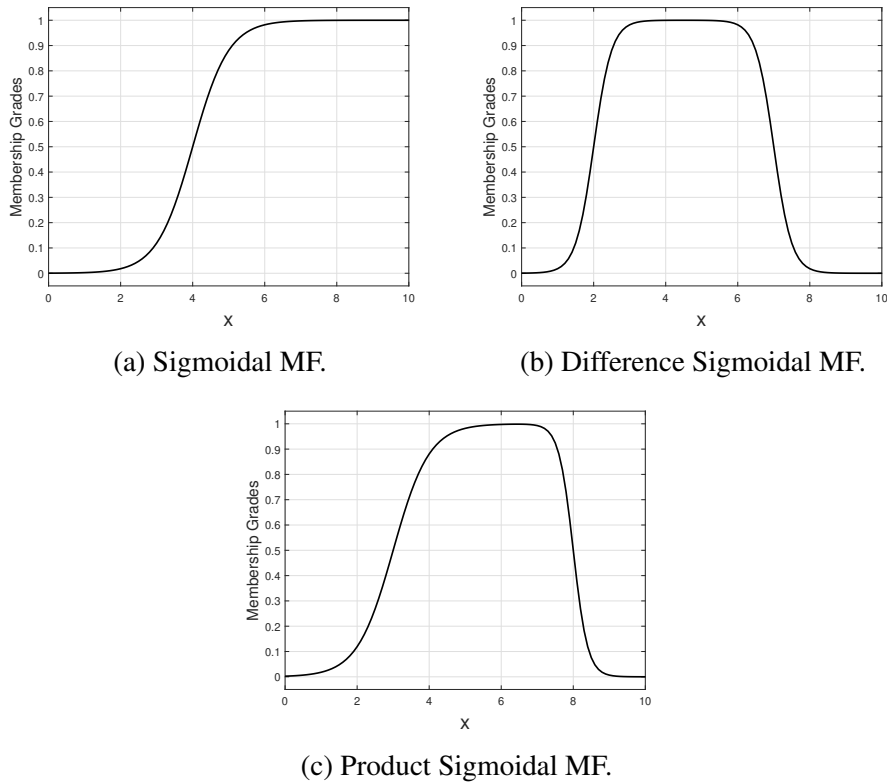 1
0.9
0.8
0.7
0.6
0.5
0.4
0.3
0.2
0.1
0
Membership Grades
0 2 4 6 8 10
X
(a) Sigmoidal MF.
1
0.9
0.8
0.7
0.6
0.5
0.4
0.3
0.2
0.1
0
Membership Grades
0 2 4 6 8 10
X
(b) Difference Sigmoidal MF.
1
0.9
0.8
0.7
0.6
0.5
0.4
0.3
0.2
0.1
0
Membership Grades
0 2 4 6 8 10
X
(c) Product Sigmoidal MF.